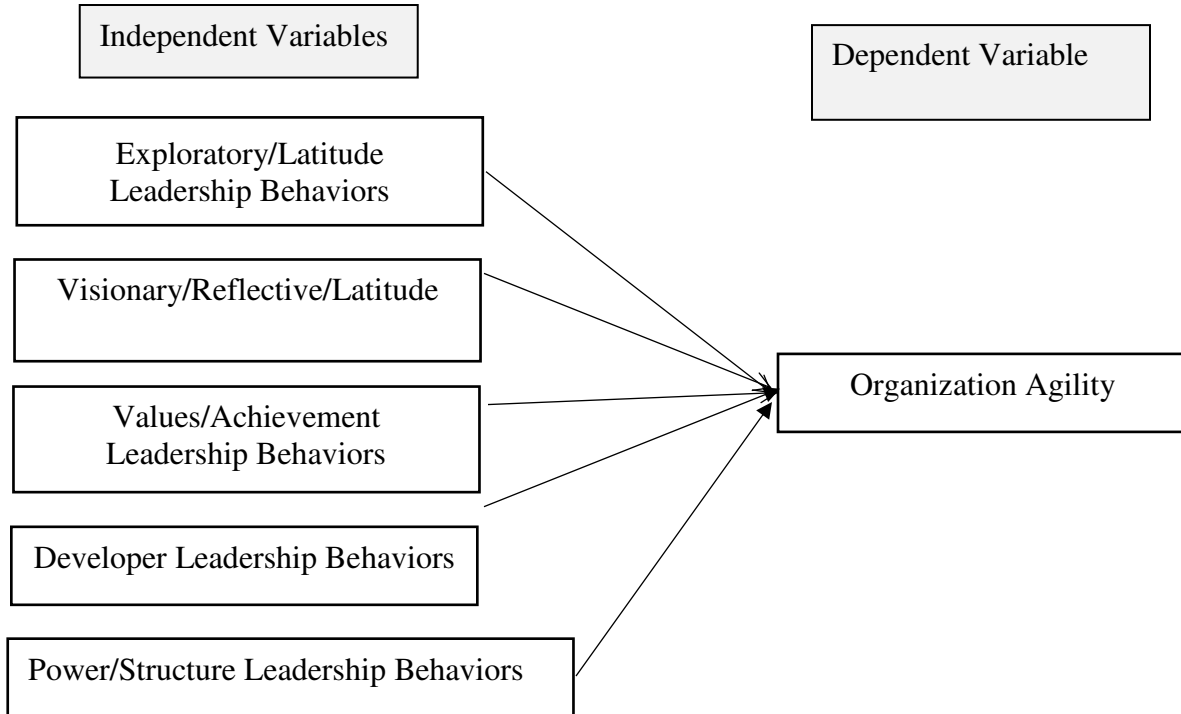 Independent Variables
Dependent Variable
Exploratory/Latitude
Leadership Behaviors
Visionary/Reflective/Latitude
Values/Achievement
Leadership Behaviors
Organization Agility
Developer Leadership Behaviors
Power/Structure Leadership Behaviors